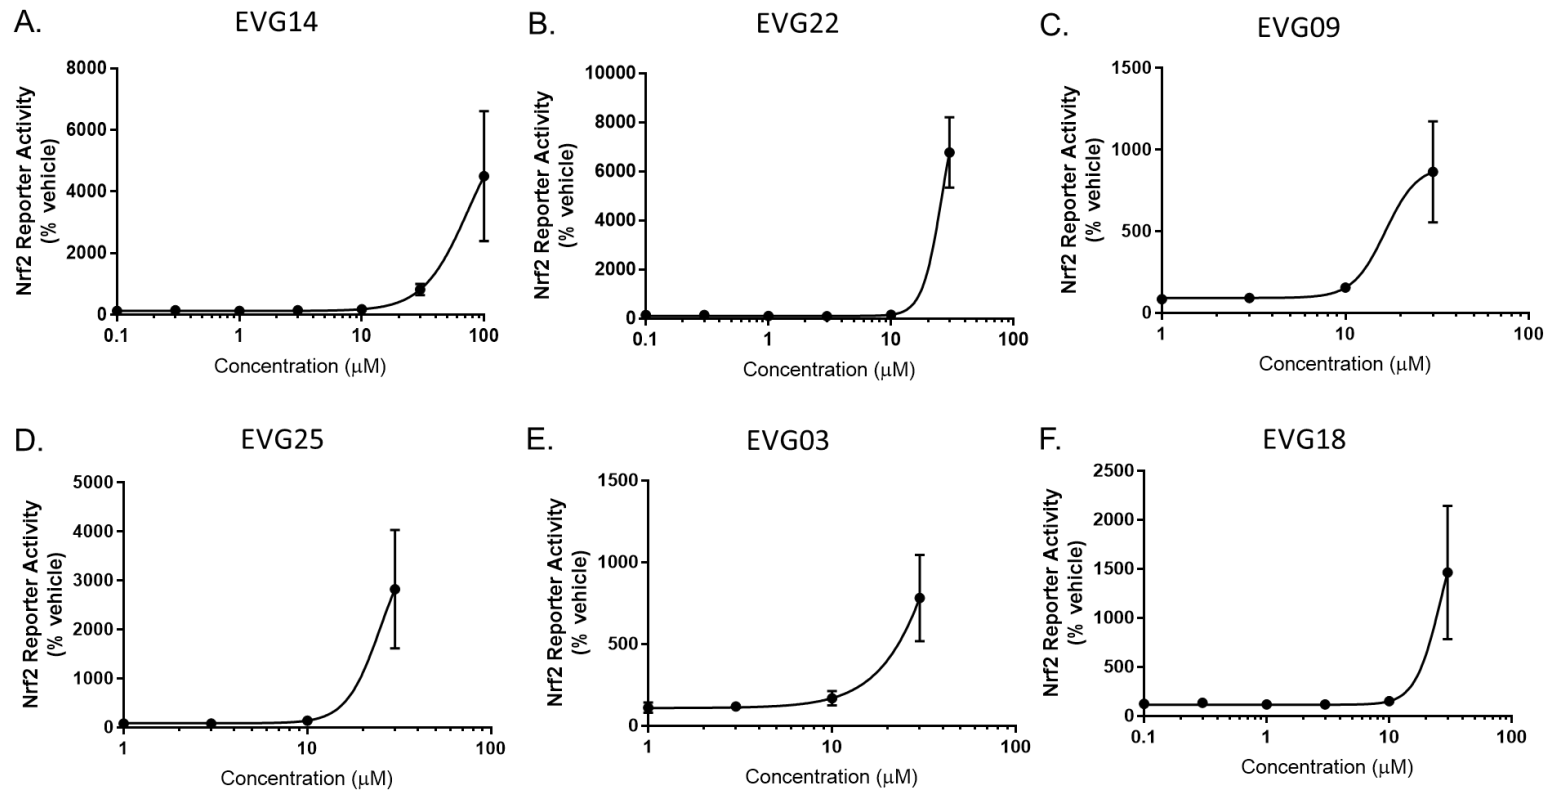 A.
EVG14
Nrf2 Reporter Activity
(% vehicle)
8000
6000
4000
2000
0
0.1 1 10 100
Concentration (μM)
B.
EVG22
Nrf2 Reporter Activity
(% vehicle)
10000
8000
6000
4000
2000
0
0.1 1 10 100
Concentration (μM)
C.
EVG09
Nrf2 Reporter Activity
(% vehicle)
1500
1000
500
0
1 10 100
Concentration (μM)
D.
EVG25
Nrf2 Reporter Activity
(% vehicle)
5000
4000
3000
2000
1000
0
1 10 100
Concentration (μM)
E.
EVG03
Nrf2 Reporter Activity
(% vehicle)
1500
1000
500
0
1 10 100
Concentration (μM)
F.
EVG18
Nrf2 Reporter Activity
(% vehicle)
2500
2000
1500
1000
500
0
0.1 1 10 100
Concentration (μM)